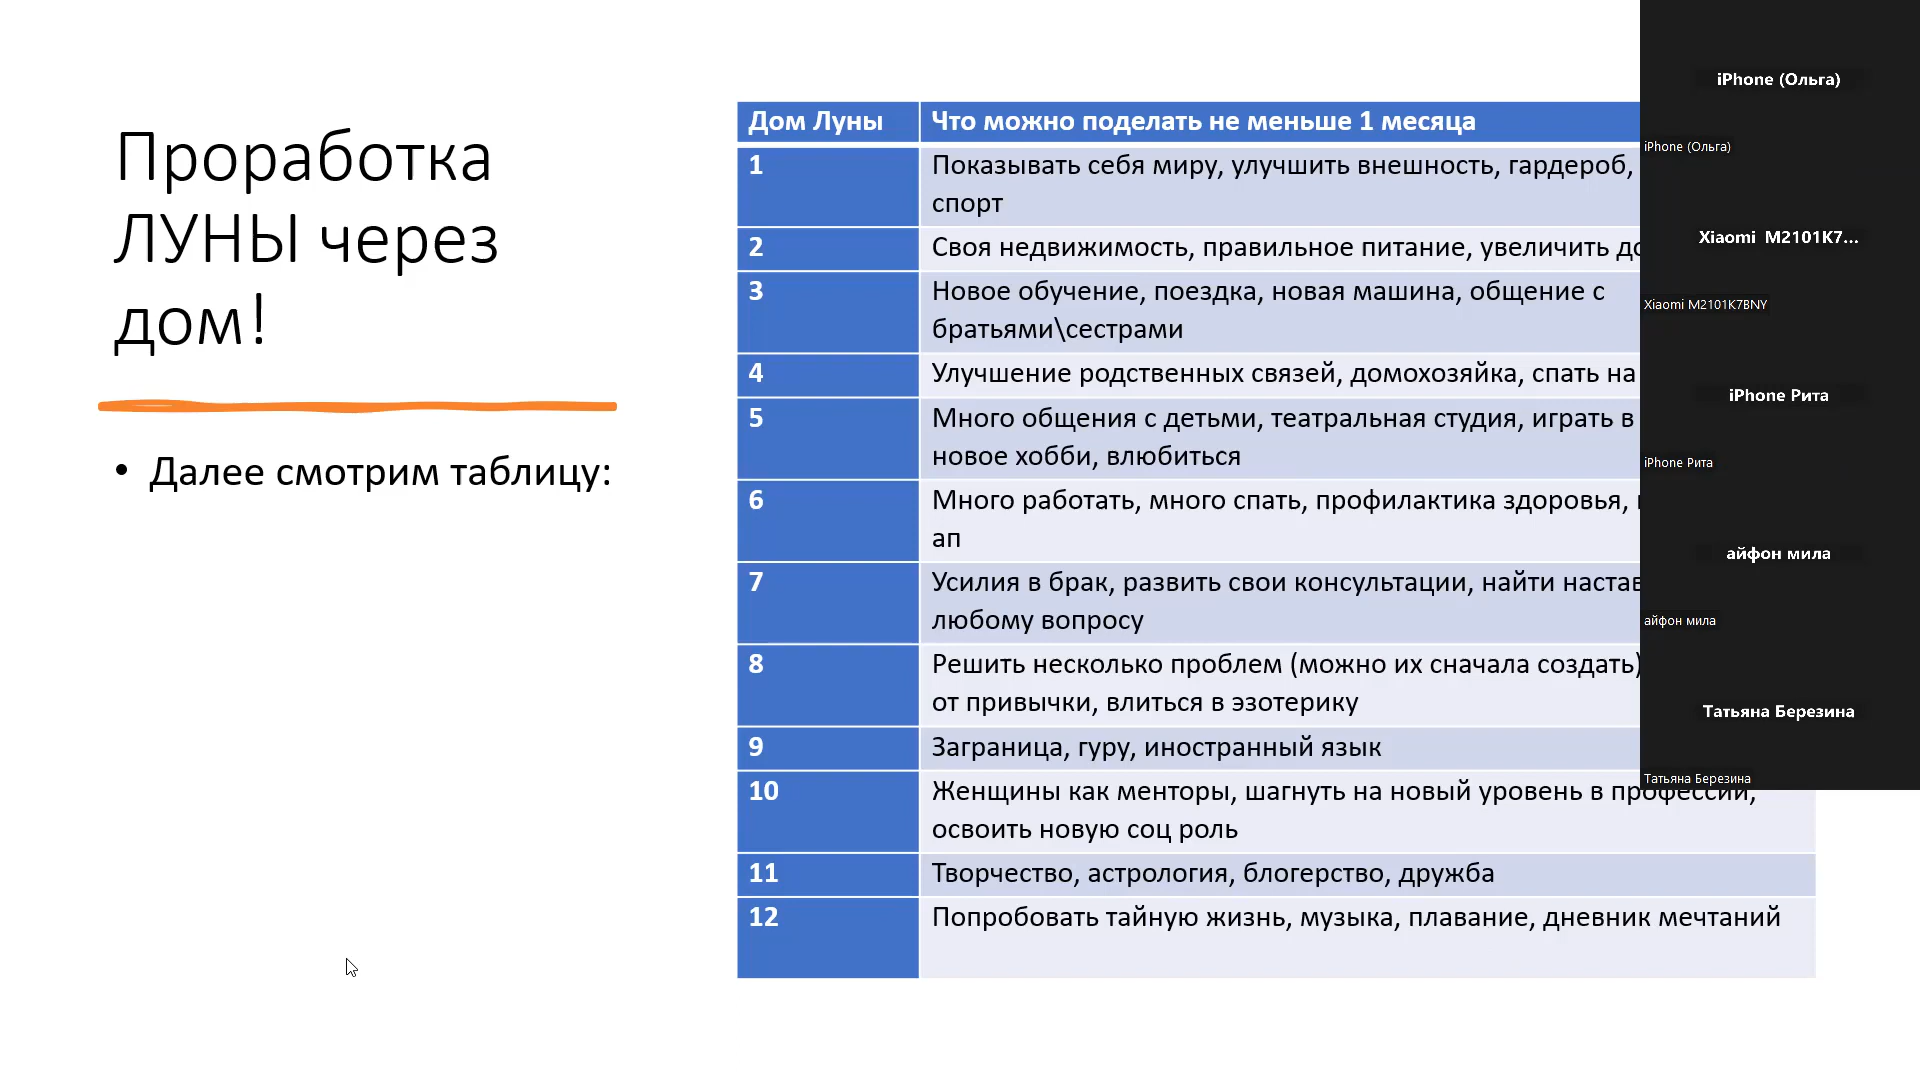 Проработка
ЛУНЫ через
дом!
• Далее смотрим таблицу:
Дом Луны Что можно поделать не меньше 1 месяца
1 Показывать себя миру, улучшить внешность, гардероб,
спорт
2 Своя недвижимость, правильное питание, увеличить
3 Новое обучение, поездка, новая машина, общение с
братьями\сестрами
4 Улучшение родственных связей, домохозяйка, спать на
5 Много общения с детьми, театральная студия, играть в
новое хобби, влюбиться
6 Много работать, много спать, профилактика здоровья,
ап
7 Усилия в брак, развить свои консультации, найти
любому вопросу
8 Решить несколько проблем (можно их сначала создать)
от привычки, влиться в эзотерику
9 Заграница, гуру, иностранный язык
10 Женщины как менторы, шагнуть на новый уровень в профессии,
освоить новую соц роль
11 Творчество, астрология, блогерство, дружба
12 Попробовать тайную жизнь, музыка, плавание, дневник мечтаний
iPhone (Ольга)
iPhone (Ольга)
Xiaomi M2101K7...
Xiaomi M2101K7BNY
iPhone Рита
iPhone Рита
айфон мила
айфон мила
Татьяна Березина
Татьяна Березина